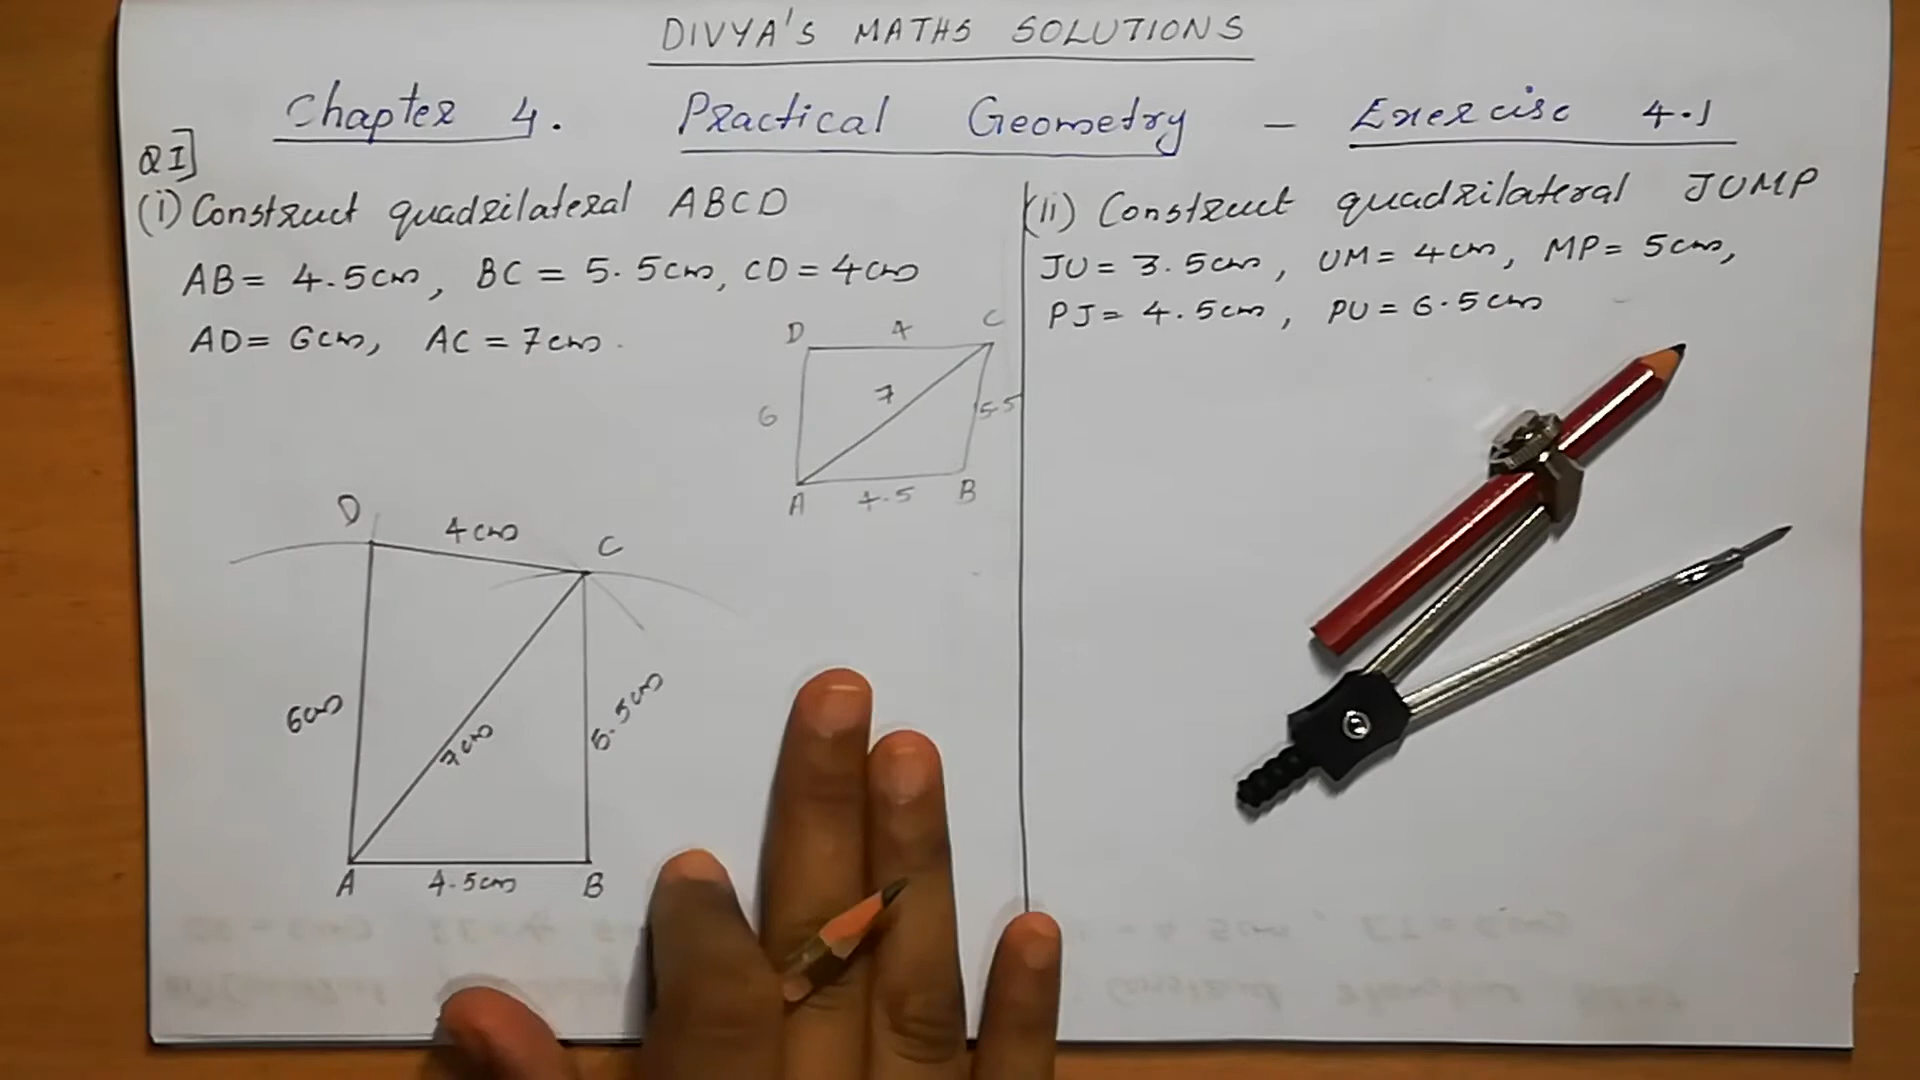 DIVYA'S MATHS SOLUTIONS
Chapter 4. Practical Geometry - Exercise 4.1
Q I]
(i) Construct quadrilateral ABCD
AB = 4.5cm, BC = 5.5cm, CD = 4cm
AD = 6cm, AC = 7cm.
D 4 C
7
6
5.5
A 4.5 B
D
4cm
C
6cm
7cm
5.5cm
A 4.5cm B
(ii) Construct quadrilateral JUMP
JU = 3.5cm, UM = 4cm, MP = 5cm,
PJ = 4.5cm, PU = 6.5cm